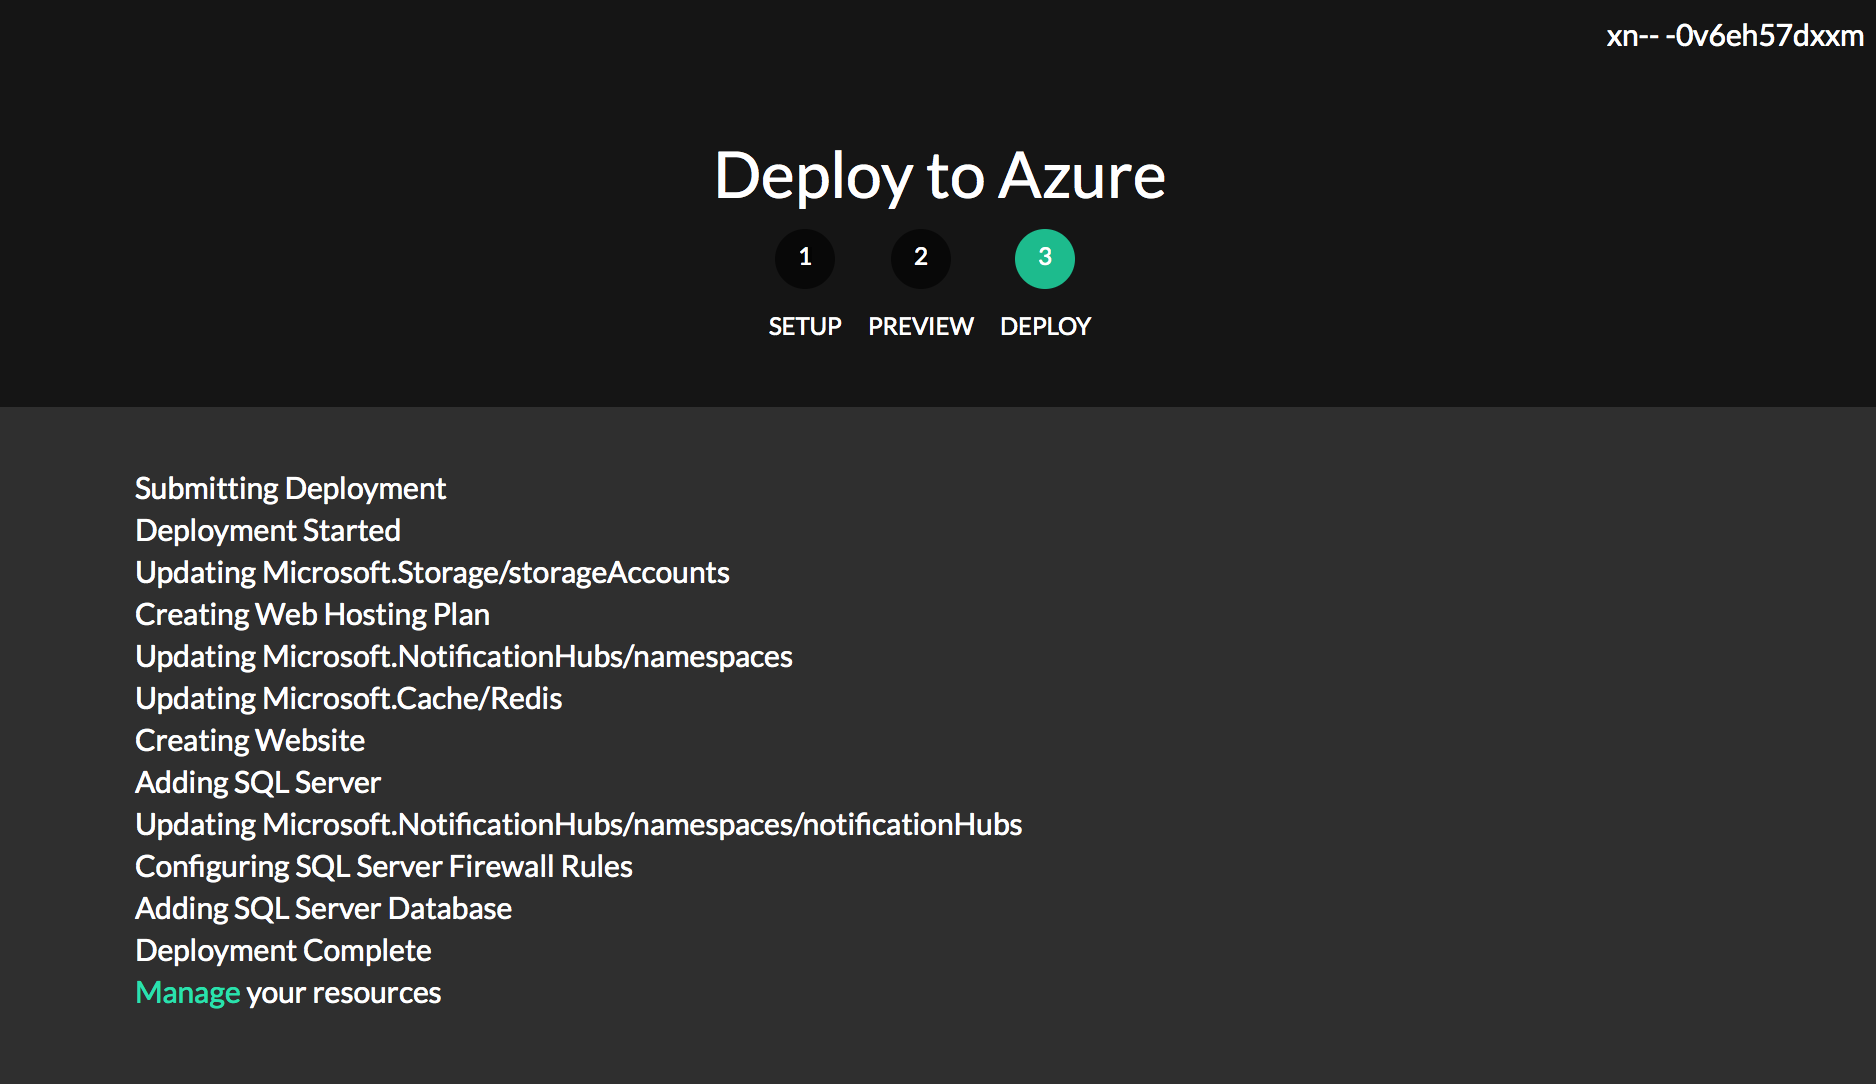 xn-- -0v6eh57dxxm
Deploy to Azure
1 2 3
SETUP PREVIEW DEPLOY
Submitting Deployment
Deployment Started
Updating Microsoft.Storage/storageAccounts
Creating Web Hosting Plan
Updating Microsoft.NotificationHubs/namespaces
Updating Microsoft.Cache/Redis
Creating Website
Adding SQL Server
Updating Microsoft.NotificationHubs/namespaces/notificationHubs
Configuring SQL Server Firewall Rules
Adding SQL Server Database
Deployment Complete
Manage your resources